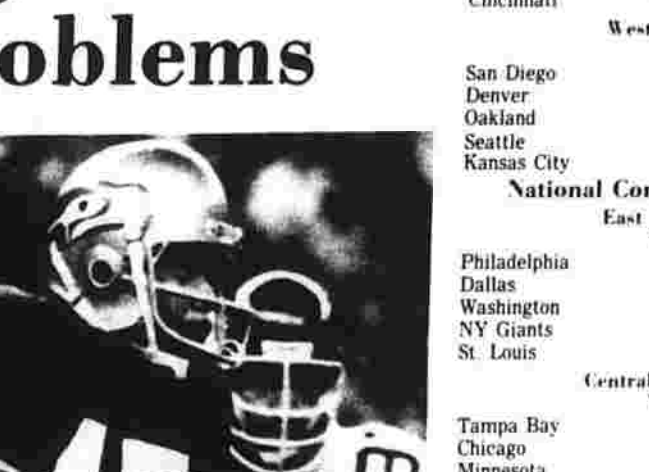 oblems
Cincinnati
West
San Diego
Denver
Oakland
Seattle
Kansas City
National Con
East
Philadelphia
Dallas
Washington
NY Giants
St. Louis
Central
Tampa Bay
Chicago
Minnesota